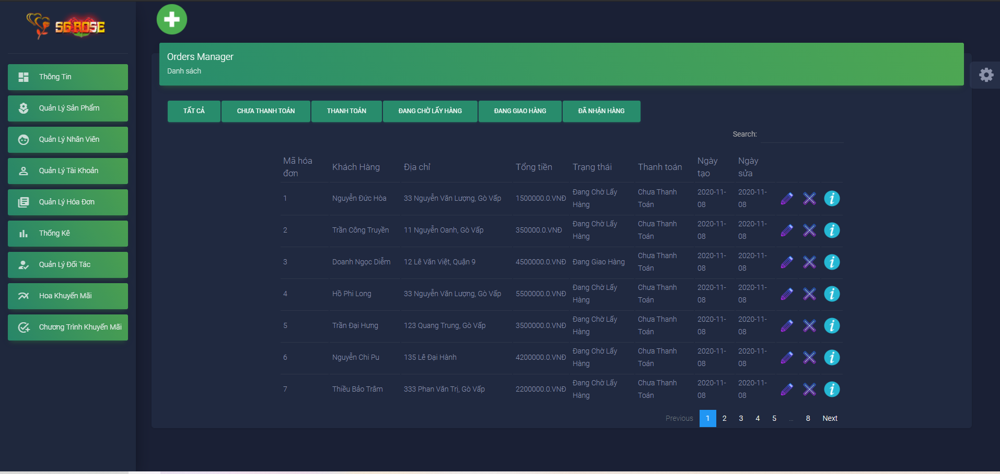 SG ROSE
Thông Tin
Quản Lý Sản Phẩm
Quản Lý Nhân Viên
Quản Lý Tài Khoản
Quản Lý Hóa Đơn
Thống Kê
Quản Lý Đối Tác
Hoa Khuyến Mãi
Chương Trình Khuyến Mãi
Orders Manager
Danh sách
TẤT CẢ CHƯA THANH TOÁN THANH TOÁN ĐANG CHỜ LẤY HÀNG ĐANG GIAO HÀNG ĐÃ NHẬN HÀNG
Search:
Mã hóa đơn Khách Hàng Địa chỉ Tổng tiền Trạng thái Thanh toán Ngày tạo Ngày sửa
1 Nguyễn Đức Hòa 33 Nguyễn Văn Lượng, Gò Vấp 1500000.0.VNĐ Đang Chờ Lấy Hàng Chưa Thanh Toán 2020-11-08 2020-11-08
2 Trần Công Truyền 11 Nguyễn Oanh, Gò Vấp 350000.0.VNĐ Đang Chờ Lấy Hàng Chưa Thanh Toán 2020-11-08 2020-11-08
3 Doanh Ngọc Diễm 12 Lê Văn Việt, Quận 9 4500000.0.VNĐ Đang Giao Hàng Chưa Thanh Toán 2020-11-08 2020-11-08
4 Hồ Phi Long 33 Nguyễn Văn Lượng, Gò Vấp 5500000.0.VNĐ Đang Chờ Lấy Hàng Chưa Thanh Toán 2020-11-08 2020-11-08
5 Trần Đại Hưng 123 Quang Trung, Gò Vấp 3500000.0.VNĐ Đang Chờ Lấy Hàng Chưa Thanh Toán 2020-11-08 2020-11-08
6 Nguyễn Chi Pu 135 Lê Đại Hành 4200000.0.VNĐ Đang Chờ Lấy Hàng Chưa Thanh Toán 2020-11-08 2020-11-08
7 Thiều Bảo Trâm 333 Phan Văn Trị, Gò Vấp 2200000.0.VNĐ Đang Chờ Lấy Hàng Chưa Thanh Toán 2020-11-08 2020-11-08
Previous 1 2 3 4 5 ... 8 Next